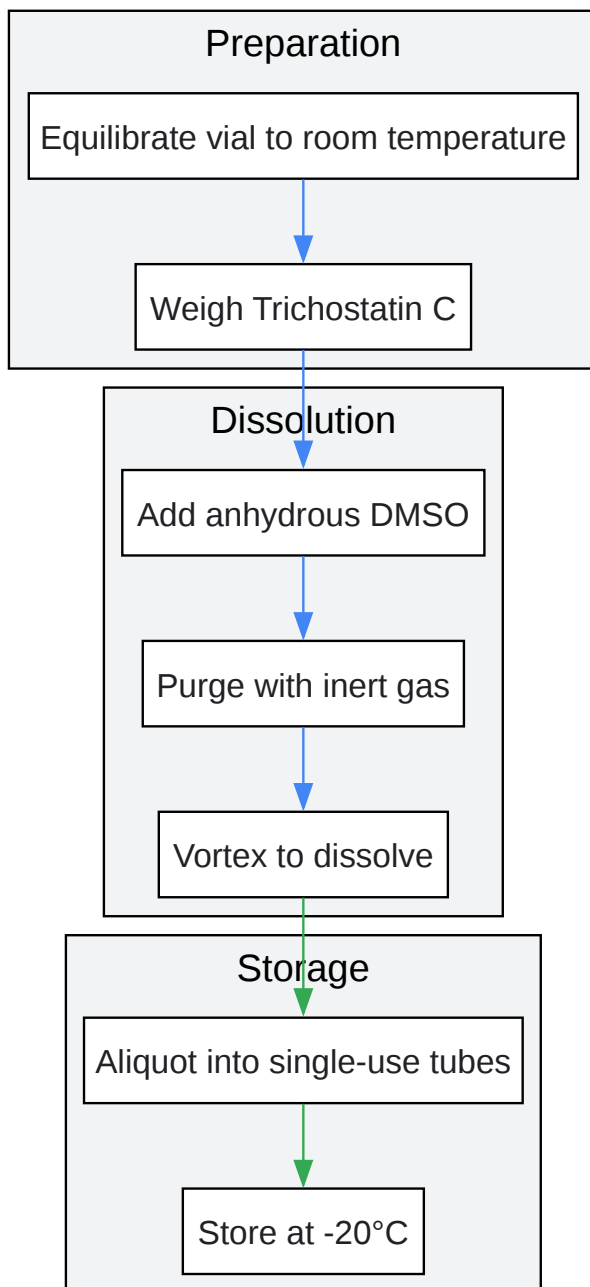 Preparation
Equilibrate vial to room temperature
Weigh Trichostatin C
Dissolution
Add anhydrous DMSO
Purge with inert gas
Vortex to dissolve
Storage
Aliquot into single-use tubes
Store at -20°C